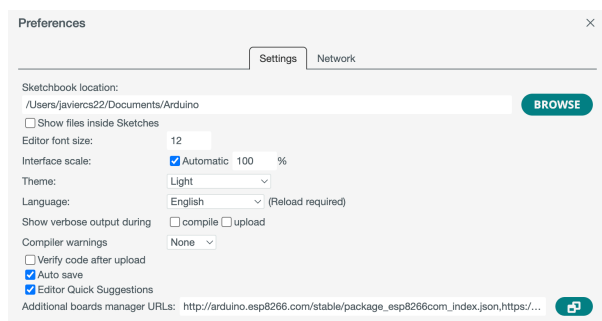 Preferences
Settings Network
Sketchbook location:
/Users/javiercs22/Documents/Arduino BROWSE
Show files inside Sketches
Editor font size: 12
Interface scale: Automatic 100 %
Theme: Light
Language: English (Reload required)
Show verbose output during compile upload
Compiler warnings None
Verify code after upload
Auto save
Editor Quick Suggestions
Additional boards manager URLs: http://arduino.esp8266.com/stable/package_esp8266com_index.json,https:/...